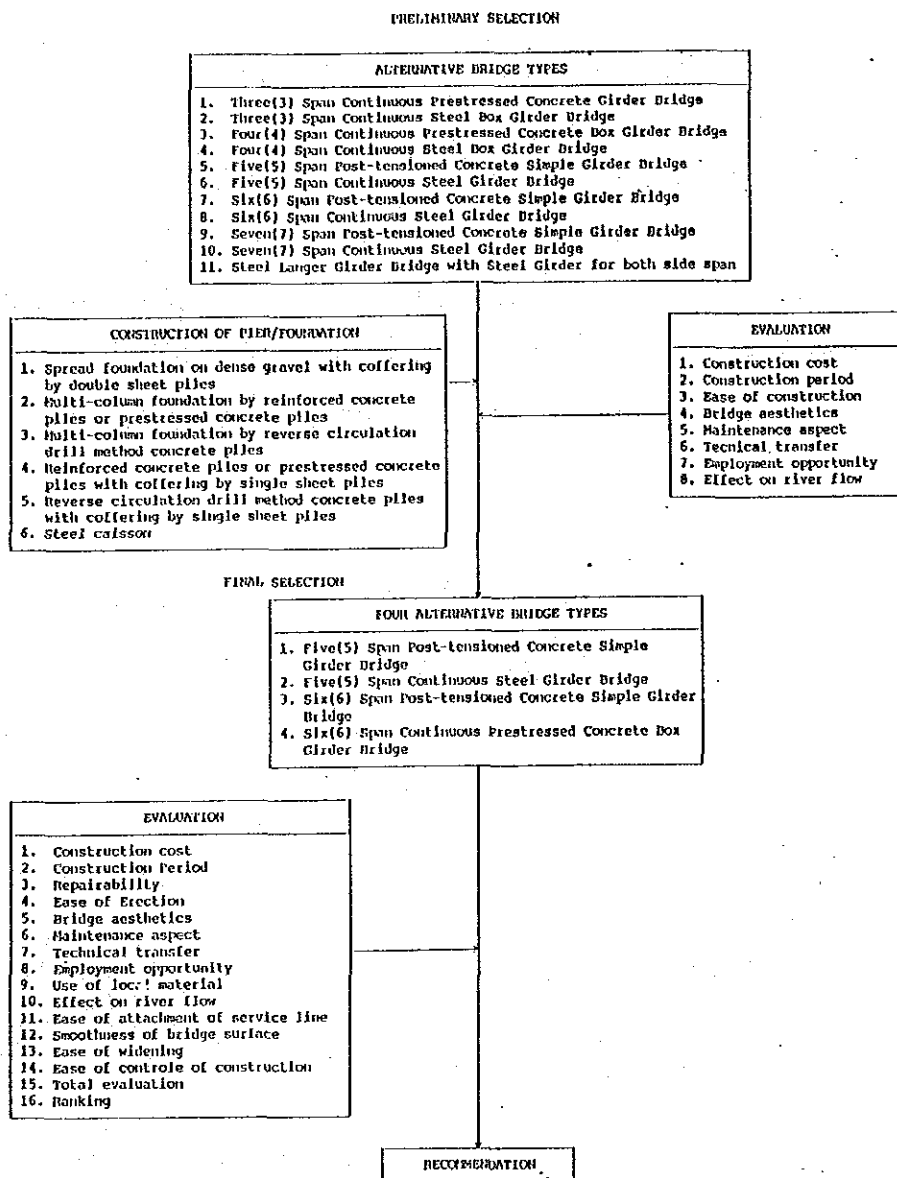 PRELIMINARY SELECTION
ALTERNATIVE BRIDGE TYPES
1. Three(3) Span Continuous Prestressed Concrete Girder Bridge
2. Three(3) Span Continuous Steel Box Girder Bridge
3. Four(4) Span Continuous Prestressed Concrete Box Girder Bridge
4. Four(4) Span Continuous Steel Box Girder Bridge
5. Five(5) Span Post-tensioned Concrete Simple Girder Bridge
6. Five(5) Span Continuous Steel Girder Bridge
7. Six(6) Span Post-tensioned Concrete Simple Girder Bridge
8. Six(6) Span Continuous Steel Girder Bridge
9. Seven(7) Span Post-tensioned Concrete Simple Girder Bridge
10. Seven(7) Span Continuous Steel Girder Bridge
11. Steel Langer Girder Bridge with Steel Girder for both side span
CONSTRUCTION OF PIER/FOUNDATION
1. Spread foundation on dense gravel with coffering
by double sheet piles
2. Multi-column foundation by reinforced concrete
piles or prestressed concrete piles
3. Multi-column foundation by reverse circulation
drill method concrete piles
4. Reinforced concrete piles or prestressed concrete
piles with coffering by single sheet piles
5. Reverse circulation drill method concrete piles
with coffering by single sheet piles
6. Steel caisson
EVALUATION
1. Construction cost
2. Construction period
3. Ease of construction
4. Bridge aesthetics
5. Maintenance aspect
6. Tecnical transfer
7. Employment opportunity
8. Effect on river flow
FINAL SELECTION
FOUR ALTERNATIVE BRIDGE TYPES
1. Five(5) Span Post-tensioned Concrete Simple
Girder Bridge
2. Five(5) Span Continuous Steel Girder Bridge
3. Six(6) Span Post-tensioned Concrete Simple Girder
Bridge
4. Six(6) Span Continuous Prestressed Concrete Box
Girder Bridge
EVALUATION
1. Construction cost
2. Construction Period
3. Repairability
4. Ease of Erection
5. Bridge aesthetics
6. Maintenance aspect
7. Technical transfer
8. Employment opportunity
9. Use of local material
10. Effect on river flow
11. Ease of attachment of service line
12. Smoothness of bridge surface
13. Ease of widening
14. Ease of controle of construction
15. Total evaluation
16. Ranking
RECOMMENDATION